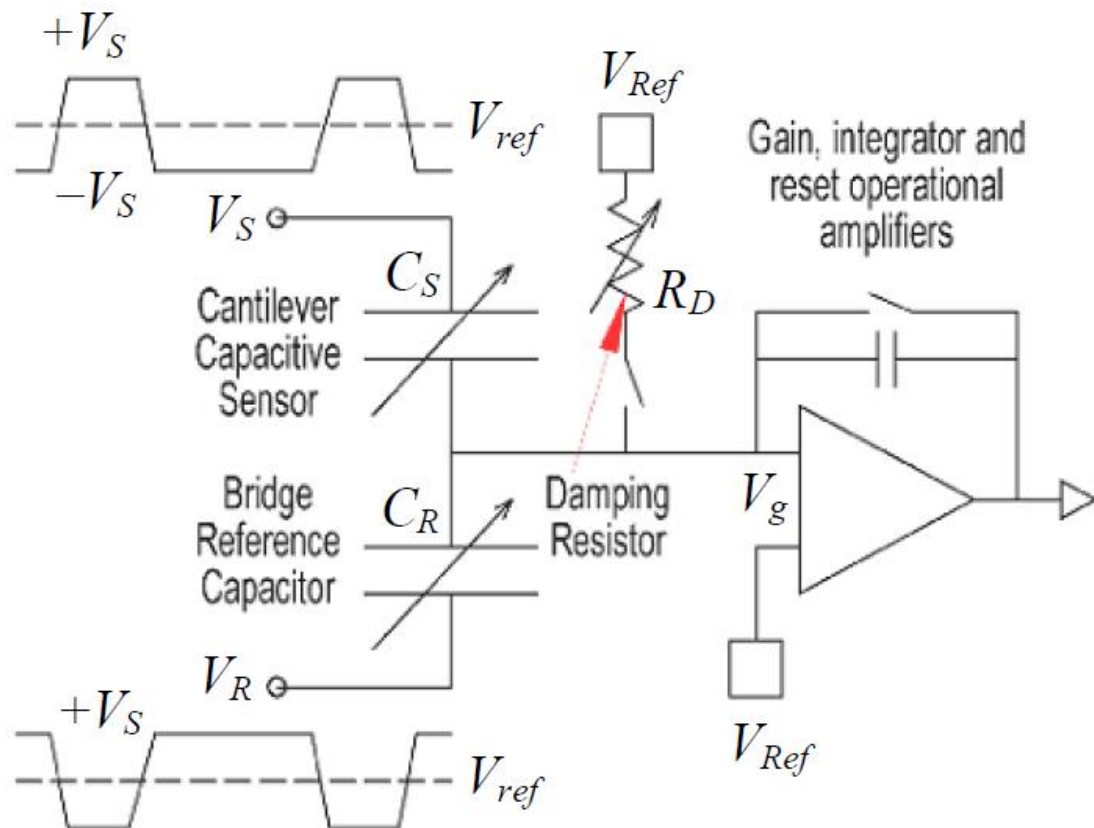 +V_S
V_ref
−V_S
V_S
C_S
Cantilever
Capacitive
Sensor
V_Ref
R_D
Gain, integrator and
reset operational
amplifiers
Bridge
Reference
Capacitor
C_R
Damping
Resistor
V_g
V_R
+V_S
V_ref
V_Ref